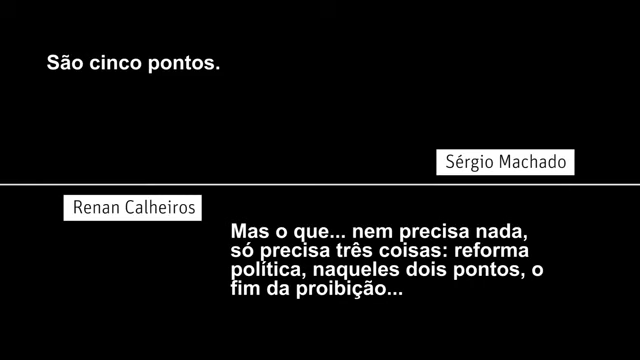 São cinco pontos.
Sérgio Machado
Renan Calheiros
Mas o que... nem precisa nada,
só precisa três coisas: reforma
política, naqueles dois pontos, o
fim da proibição...